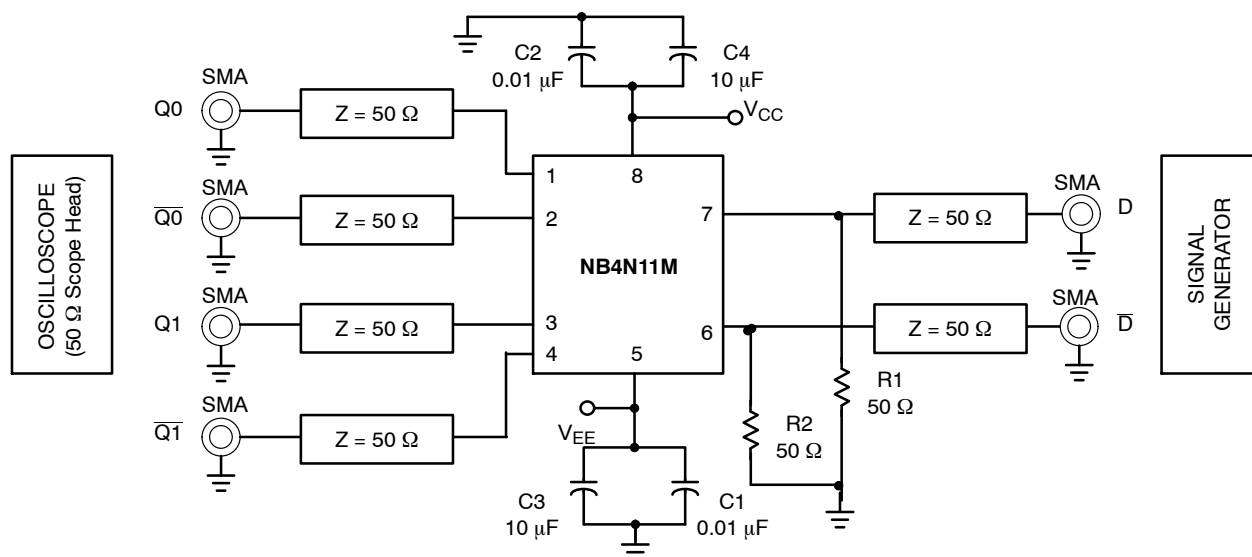 C2
0.01 μF
C4
10 μF
V_CC
SMA
Q0
Z = 50 Ω
SMA
Q̅0̅
Z = 50 Ω
SMA
Q1
Z = 50 Ω
SMA
Q̅1̅
Z = 50 Ω
OSCILLOSCOPE
(50 Ω Scope Head)
1
2
3
4
8
7
6
5
NB4N11M
Z = 50 Ω
SMA
D
Z = 50 Ω
SMA
D̅
SIGNAL
GENERATOR
R1
50 Ω
R2
50 Ω
V_EE
C3
10 μF
C1
0.01 μF